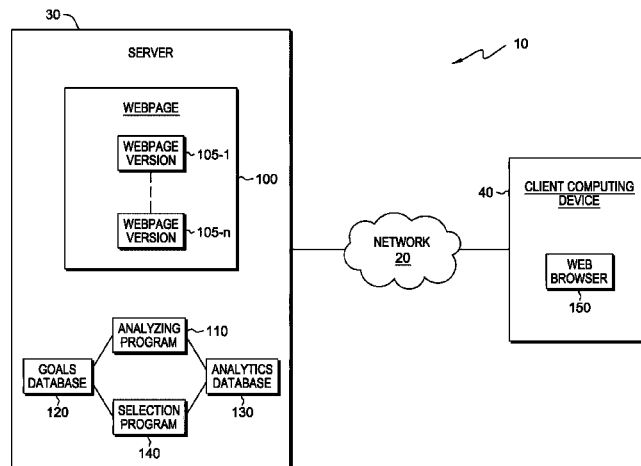 30
SERVER
10
WEBPAGE
WEBPAGE
VERSION
105-1
100
WEBPAGE
VERSION
105-n
40
CLIENT COMPUTING
DEVICE
NETWORK
20
WEB
BROWSER
150
ANALYZING
PROGRAM
110
GOALS
DATABASE
120
ANALYTICS
DATABASE
130
SELECTION
PROGRAM
140